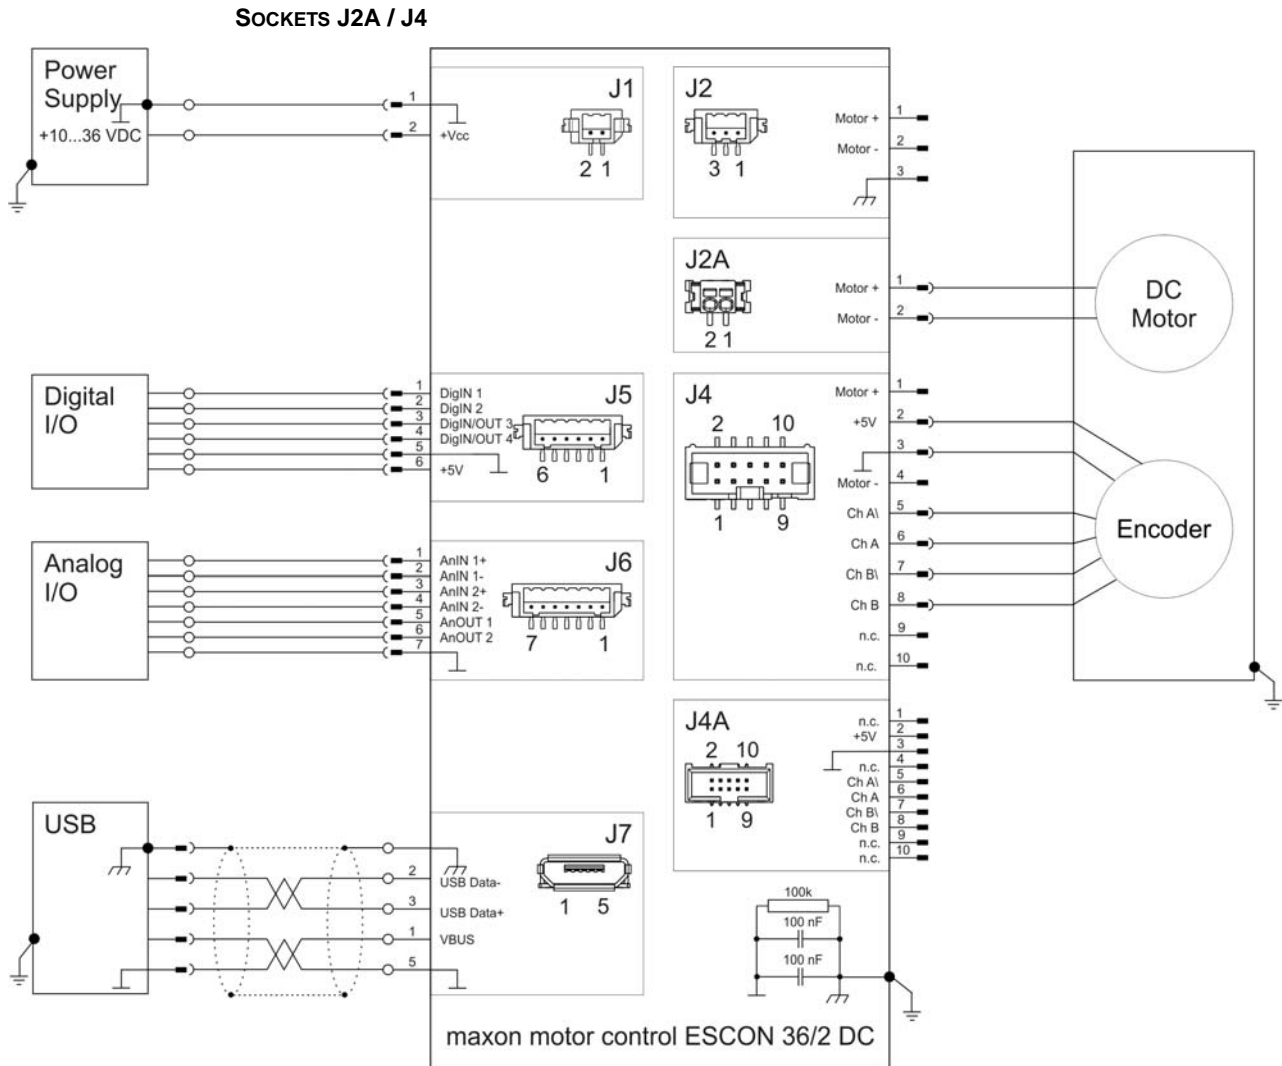 SOCKETS J2A / J4
Power
Supply
+10...36 VDC
1
2
+Vcc
J1
2 1
J2
3 1
Motor +
1
Motor -
2
3
J2A
2 1
Motor +
1
Motor -
2
DC
Motor
Digital
I/O
1
DigIN 1
2
DigIN 2
3
DigIN/OUT 3
4
DigIN/OUT 4
5
6
+5V
J5
6 1
J4
2 10
1 9
Motor +
1
+5V
2
3
Motor -
4
Ch A\
5
Ch A
6
Ch B\
7
Ch B
8
n.c.
9
n.c.
10
Encoder
Analog
I/O
1
AnIN 1+
2
AnIN 1-
3
AnIN 2+
4
AnIN 2-
5
AnOUT 1
6
AnOUT 2
7
J6
7 1
J4A
2 10
1 9
n.c.
1
+5V
2
3
n.c.
4
Ch A\
5
Ch A
6
Ch B\
7
Ch B
8
n.c.
9
n.c.
10
USB
2
USB Data-
3
USB Data+
1
VBUS
5
J7
1 5
100k
100 nF
100 nF
maxon motor control ESCON 36/2 DC